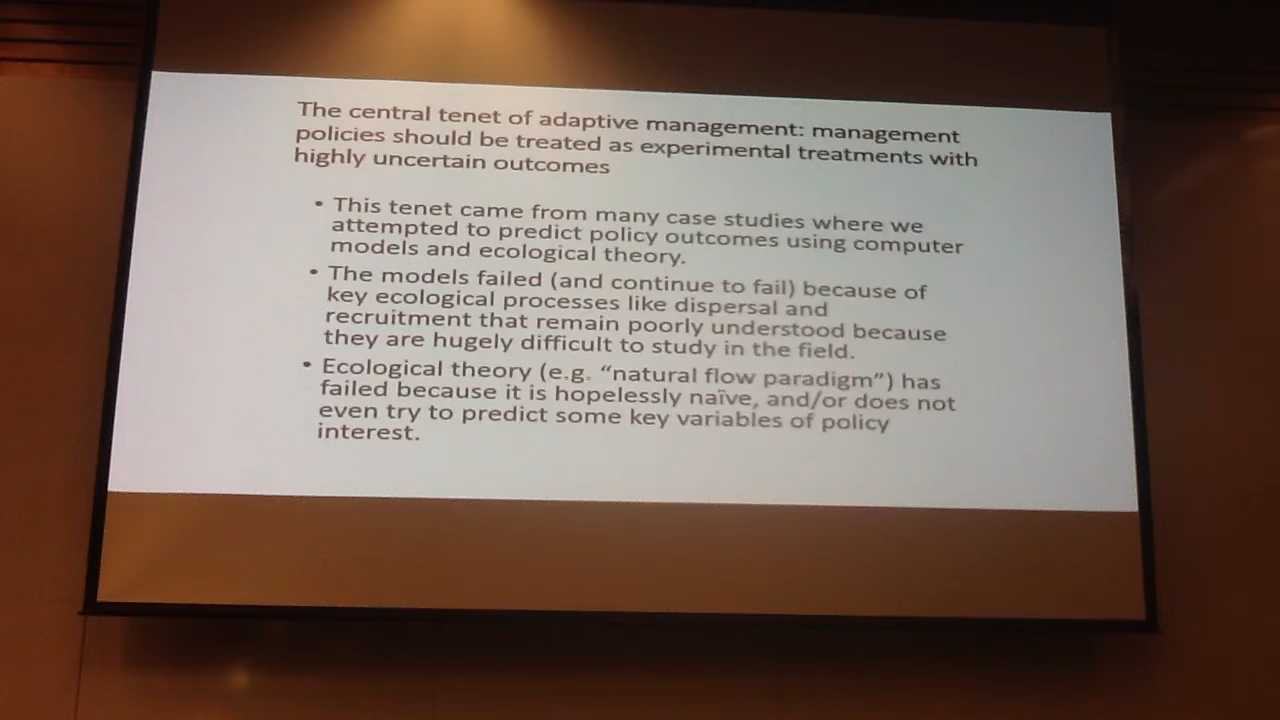 The central tenet of adaptive management: management
policies should be treated as experimental treatments with
highly uncertain outcomes
• This tenet came from many case studies where we
attempted to predict policy outcomes using computer
models and ecological theory.
• The models failed (and continue to fail) because of
key ecological processes like dispersal and
recruitment that remain poorly understood because
they are hugely difficult to study in the field.
• Ecological theory (e.g. “natural flow paradigm”) has
failed because it is hopelessly naïve, and/or does not
even try to predict some key variables of policy
interest.